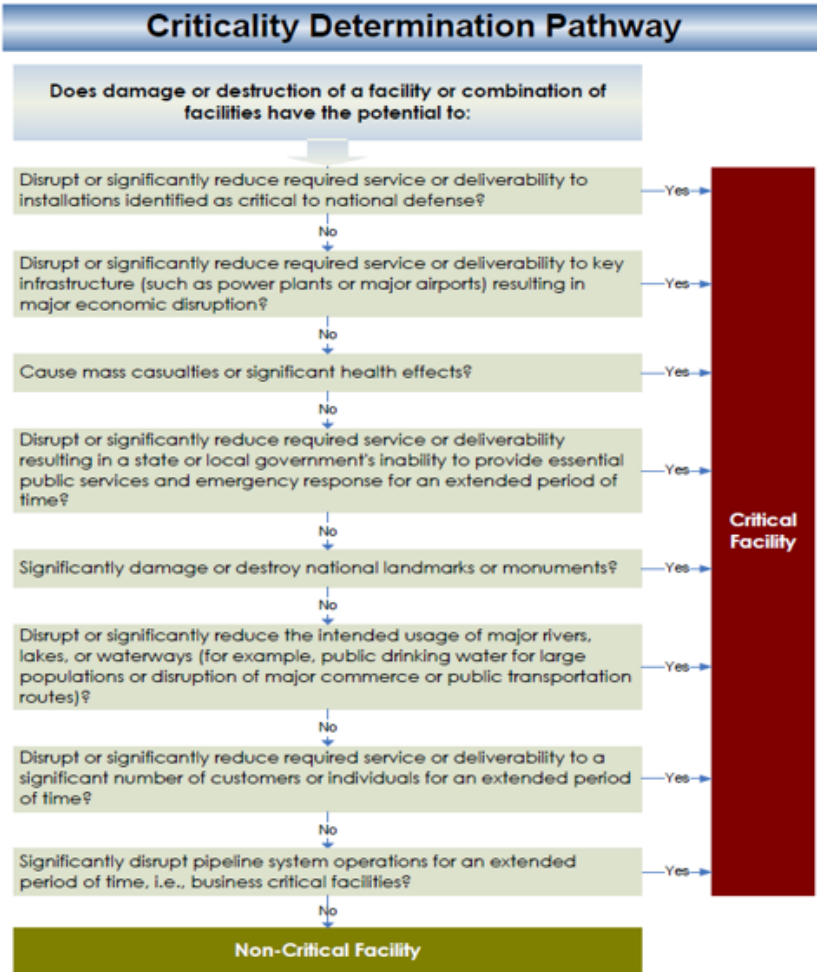 Criticality Determination Pathway
Does damage or destruction of a facility or combination of
facilities have the potential to:
Disrupt or significantly reduce required service or deliverability to
installations identified as critical to national defense?
Yes
No
Disrupt or significantly reduce required service or deliverability to key
infrastructure (such as power plants or major airports) resulting in
major economic disruption?
Yes
No
Cause mass casualties or significant health effects?
Yes
No
Disrupt or significantly reduce required service or deliverability
resulting in a state or local government's inability to provide essential
public services and emergency response for an extended period of
time?
Yes
No
Critical
Facility
Significantly damage or destroy national landmarks or monuments?
Yes
No
Disrupt or significantly reduce the intended usage of major rivers,
lakes, or waterways (for example, public drinking water for large
populations or disruption of major commerce or public transportation
routes)?
Yes
No
Disrupt or significantly reduce required service or deliverability to a
significant number of customers or individuals for an extended period
of time?
Yes
No
Significantly disrupt pipeline system operations for an extended
period of time, i.e., business critical facilities?
Yes
No
Non-Critical Facility